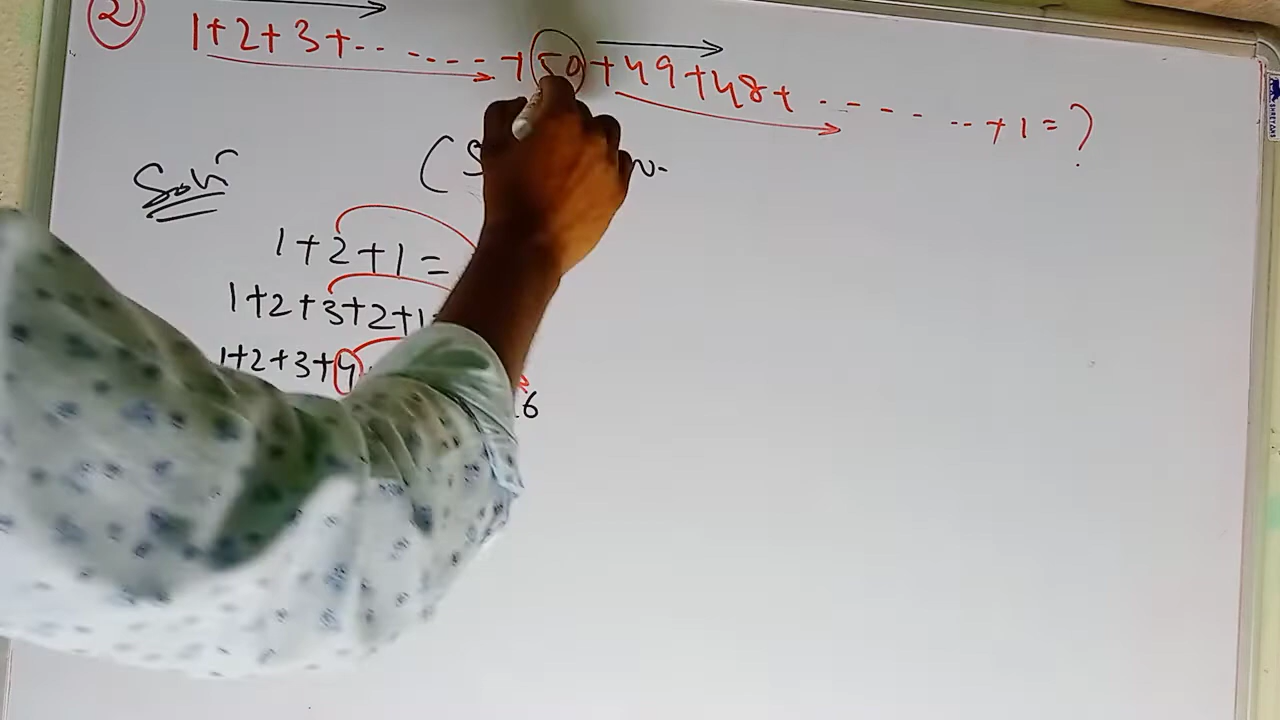 2 1+2+3+-- ----- +50+49+48+ ------ +1=?
Soln
1+2+1=
1+2+3+2+1
1+2+3+4
16